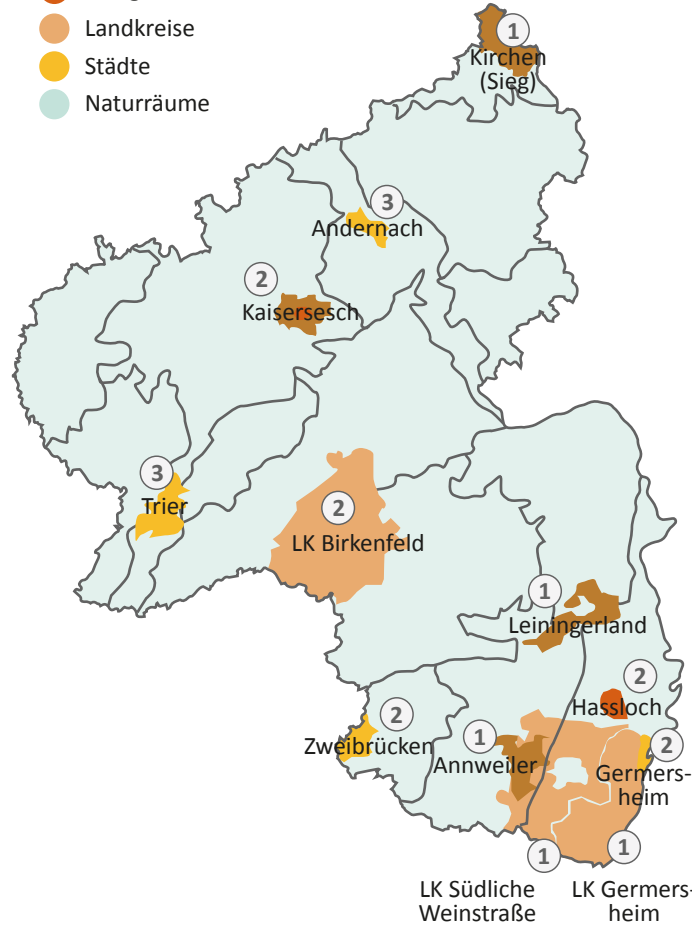 Landkreise
Städte
Naturräume
1
Kirchen
(Sieg)
3
Andernach
2
Kaisersesch
3
Trier
2
LK Birkenfeld
1
Leiningerland
2
Hassloch
2
Zweibrücken
1
Annweiler
2
Germers-
heim
1
1
LK Südliche
Weinstraße
LK Germers-
heim